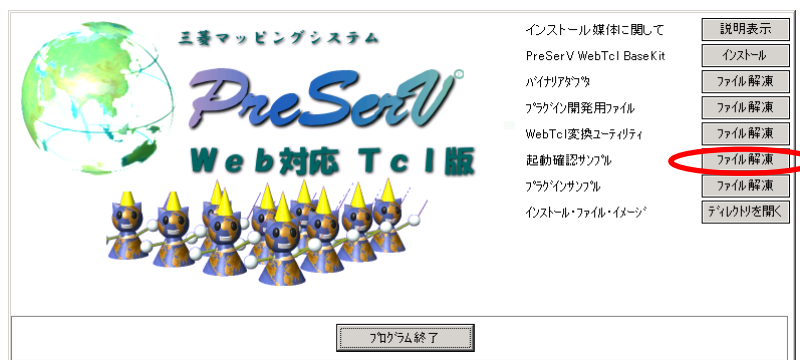 三菱マッピングシステム
PreSerV
Web対応 Tcl版
インストール媒体に関して 説明表示
PreSerV WebTcl BaseKit ｲﾝｽﾄｰﾙ
ﾊﾞｲﾅﾘｱﾀﾞﾌﾟﾀ ﾌｧｲﾙ解凍
ﾌﾟﾗｸﾞｲﾝ開発用ﾌｧｲﾙ ﾌｧｲﾙ解凍
WebTcl変換ﾕｰﾃｨﾘﾃｨ ﾌｧｲﾙ解凍
起動確認ｻﾝﾌﾟﾙ ﾌｧｲﾙ解凍
ﾌﾟﾗｸﾞｲﾝｻﾝﾌﾟﾙ ﾌｧｲﾙ解凍
ｲﾝｽﾄｰﾙ･ﾌｧｲﾙ･ｲﾒｰｼﾞ ﾃﾞｨﾚｸﾄﾘを開く
ﾌﾟﾛｸﾞﾗﾑ終了